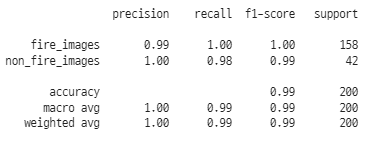 precision recall f1-score support
fire_images 0.99 1.00 1.00 158
non_fire_images 1.00 0.98 0.99 42
accuracy 0.99 200
macro avg 1.00 0.99 0.99 200
weighted avg 1.00 0.99 0.99 200